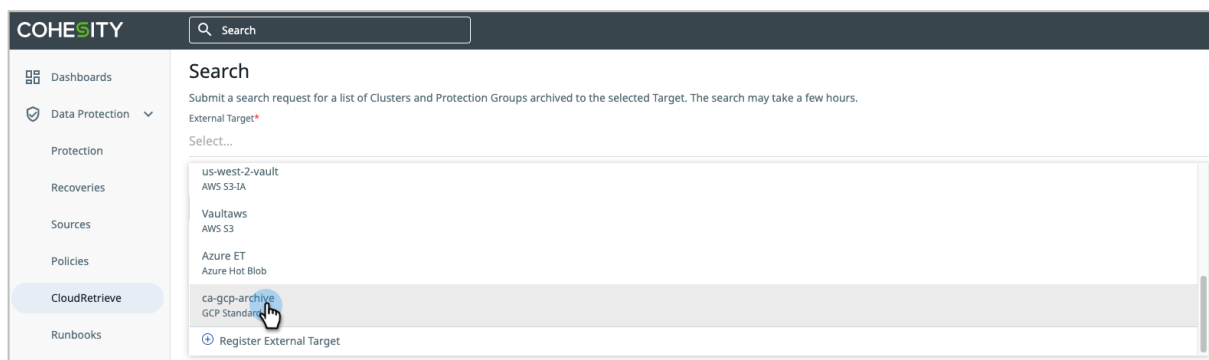 COHESITY
Search
Dashboards
Data Protection
Protection
Recoveries
Sources
Policies
CloudRetrieve
Runbooks
Search
Submit a search request for a list of Clusters and Protection Groups archived to the selected Target. The search may take a few hours.
External Target*
Select...
us-west-2-vault
AWS S3-IA
Vaultaws
AWS S3
Azure ET
Azure Hot Blob
ca-gcp-archive
GCP Standard
Register External Target